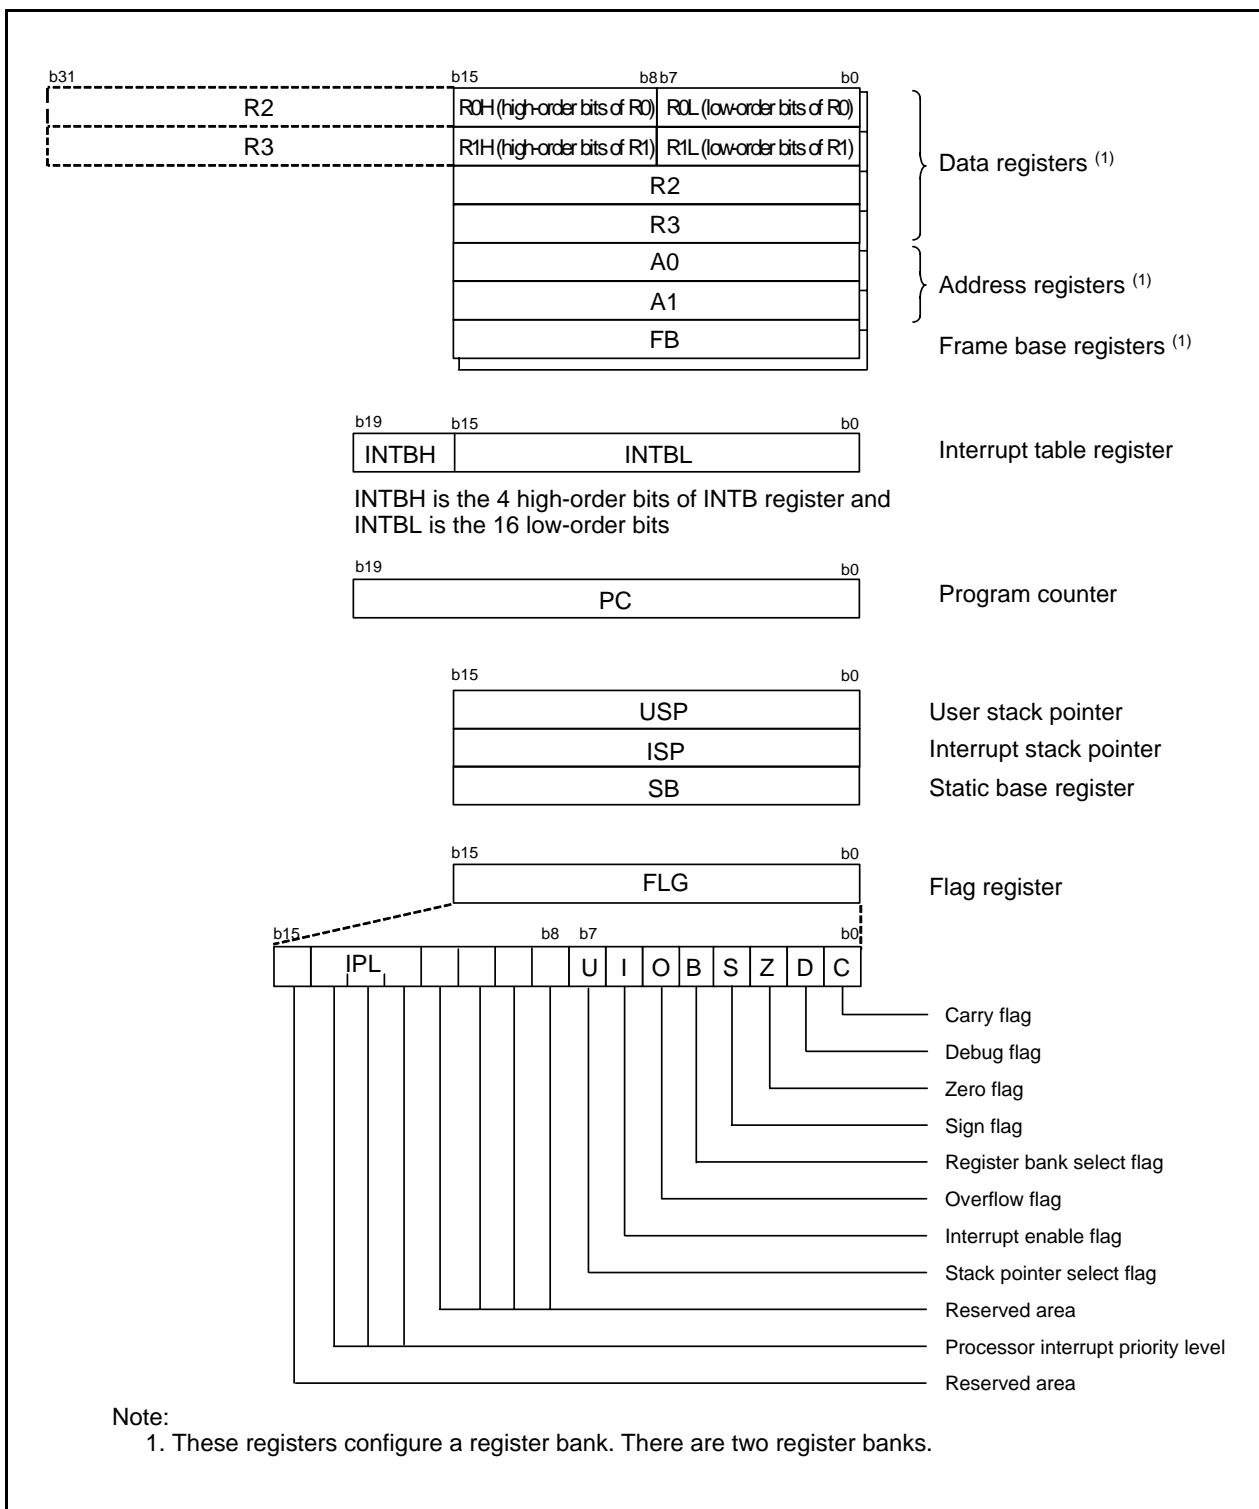 b31 b15 b8 b7 b0
R2 R0H (high-order bits of R0) R0L (low-order bits of R0)
R3 R1H (high-order bits of R1) R1L (low-order bits of R1)
Data registers (1)
R2
R3
A0
A1
Address registers (1)
FB
Frame base registers (1)
b19 b15 b0
INTBH INTBL Interrupt table register
INTBH is the 4 high-order bits of INTB register and
INTBL is the 16 low-order bits
b19 b0
PC Program counter
b15 b0
USP User stack pointer
ISP Interrupt stack pointer
SB Static base register
b15 b0
FLG Flag register
b15 b8 b7 b0
IPL U I O B S Z D C
Carry flag
Debug flag
Zero flag
Sign flag
Register bank select flag
Overflow flag
Interrupt enable flag
Stack pointer select flag
Reserved area
Processor interrupt priority level
Reserved area
Note:
1. These registers configure a register bank. There are two register banks.